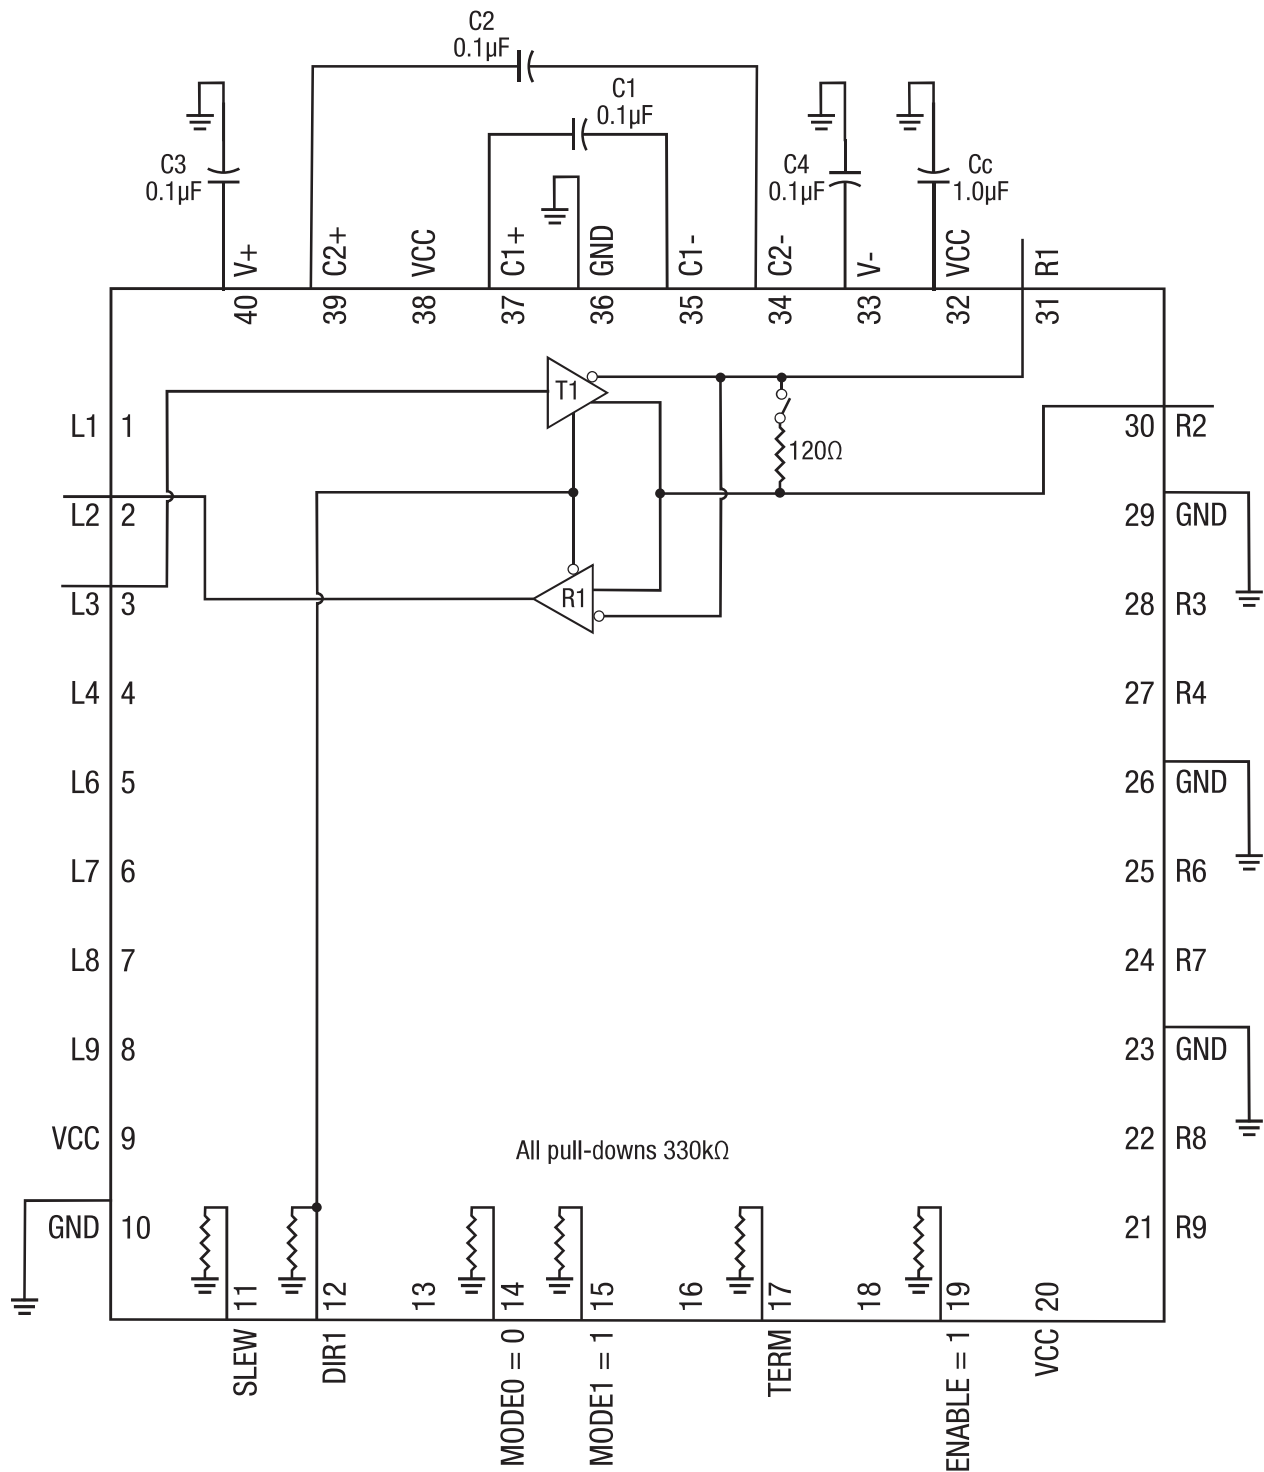 C2
0.1µF
C1
0.1µF
C3
0.1µF
C4
0.1µF
Cc
1.0µF
V+
C2+
VCC
C1+
GND
C1-
C2-
V-
VCC
R1
40
39
38
37
36
35
34
33
32
31
T1
L1 1
30 R2
120Ω
L2 2
29 GND
R1
L3 3
28 R3
L4 4
27 R4
L6 5
26 GND
L7 6
25 R6
L8 7
24 R7
L9 8
23 GND
VCC 9
22 R8
All pull-downs 330kΩ
GND 10
21 R9
11
12
13
14
15
16
17
18
19
20
SLEW
DIR1
MODE0 = 0
MODE1 = 1
TERM
ENABLE = 1
VCC